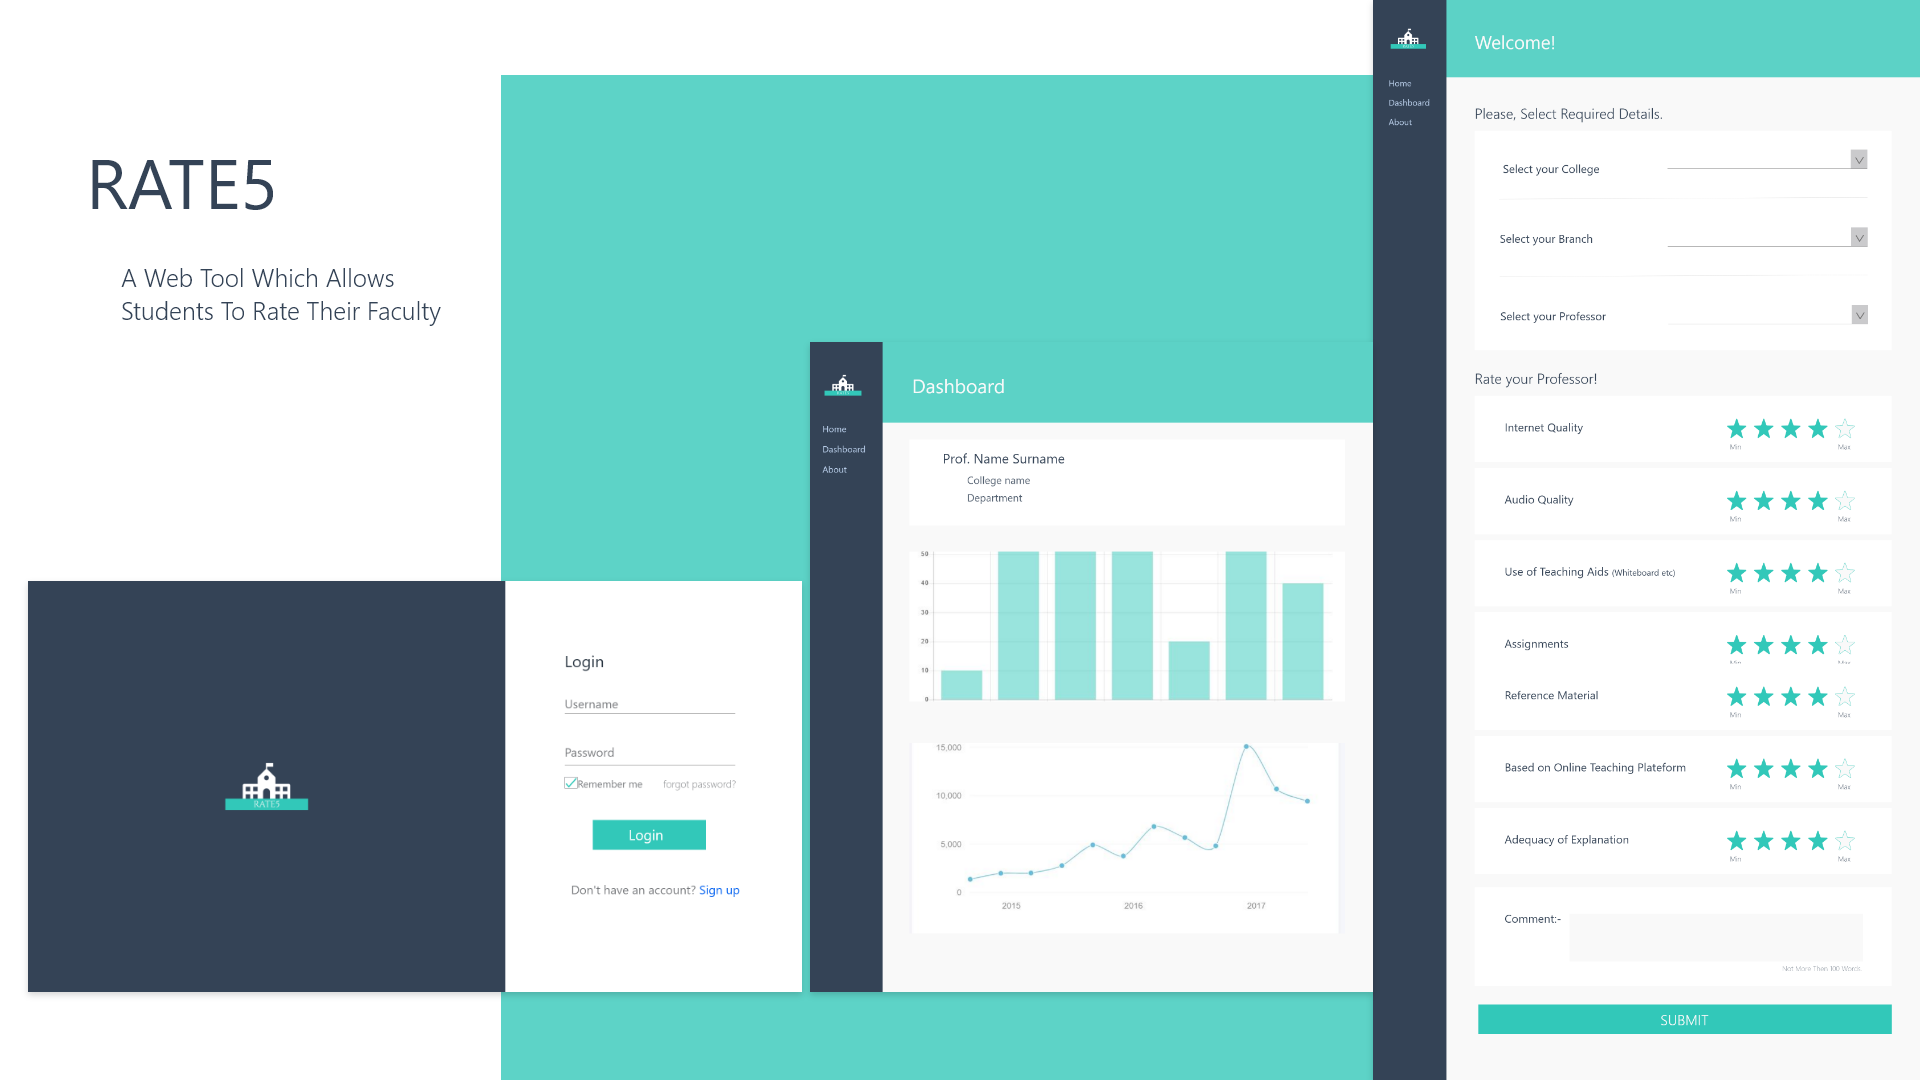 RATE5
A Web Tool Which Allows
Students To Rate Their Faculty
RATE5
Login
Username
Password
Remember me forgot password?
Login
Don't have an account? Sign up
Home
Dashboard
About
Dashboard
Prof. Name Surname
College name
Department
50
40
30
20
10
0
15,000
10,000
5,000
0
2015 2016 2017
Home
Dashboard
About
Welcome!
Please, Select Required Details.
Select your College
Select your Branch
Select your Professor
Rate your Professor!
Internet Quality
Min Max
Audio Quality
Min Max
Use of Teaching Aids (Whiteboard etc)
Min Max
Assignments
Min Max
Reference Material
Min Max
Based on Online Teaching Plateform
Min Max
Adequacy of Explanation
Min Max
Comment:-
Not More Then 100 Words.
SUBMIT